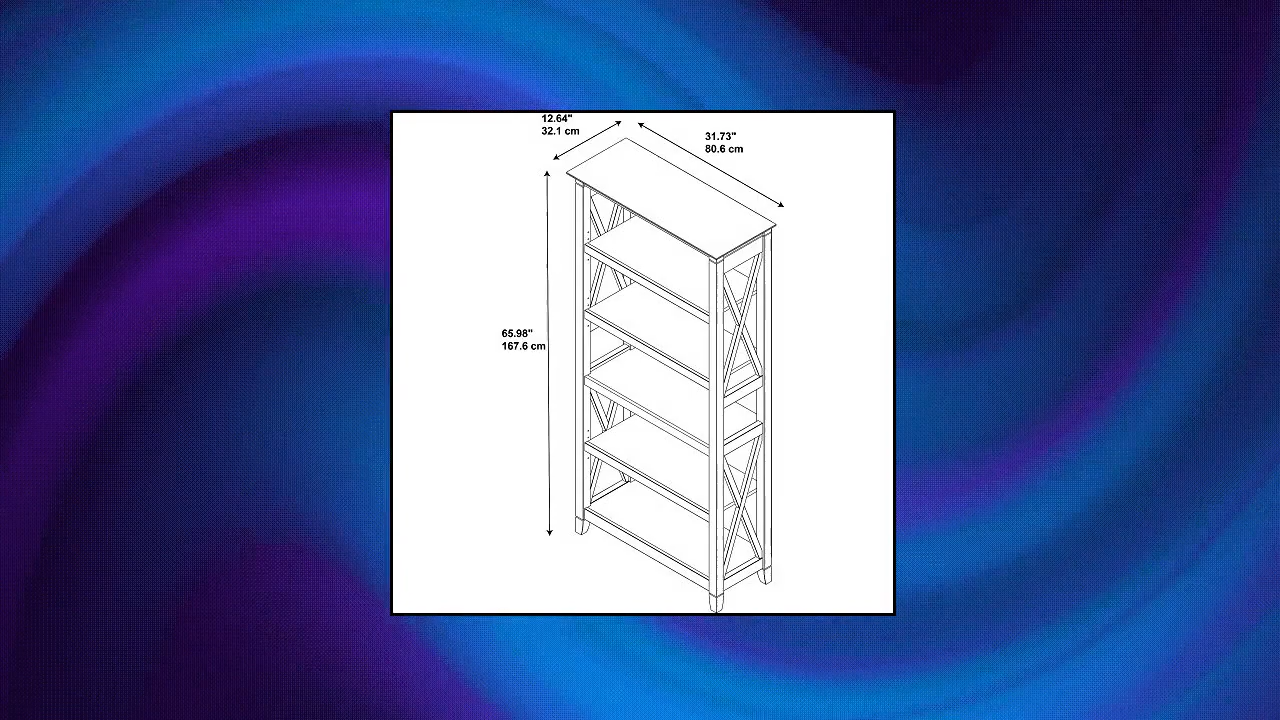 12.64"
32.1 cm
31.73"
80.6 cm
65.98"
167.6 cm